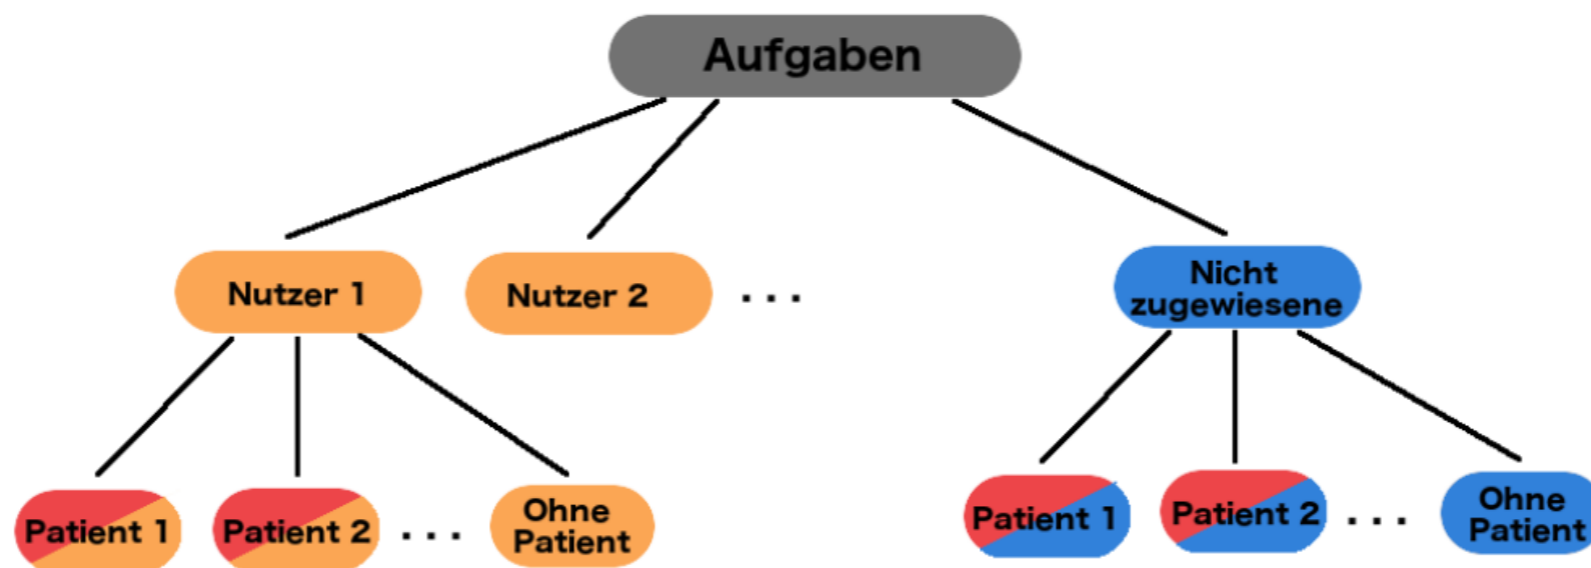 Aufgaben
Nutzer 1
Nutzer 2
...
Nicht
zugewiesene
Patient 1
Patient 2
...
Ohne
Patient
Patient 1
Patient 2
...
Ohne
Patient